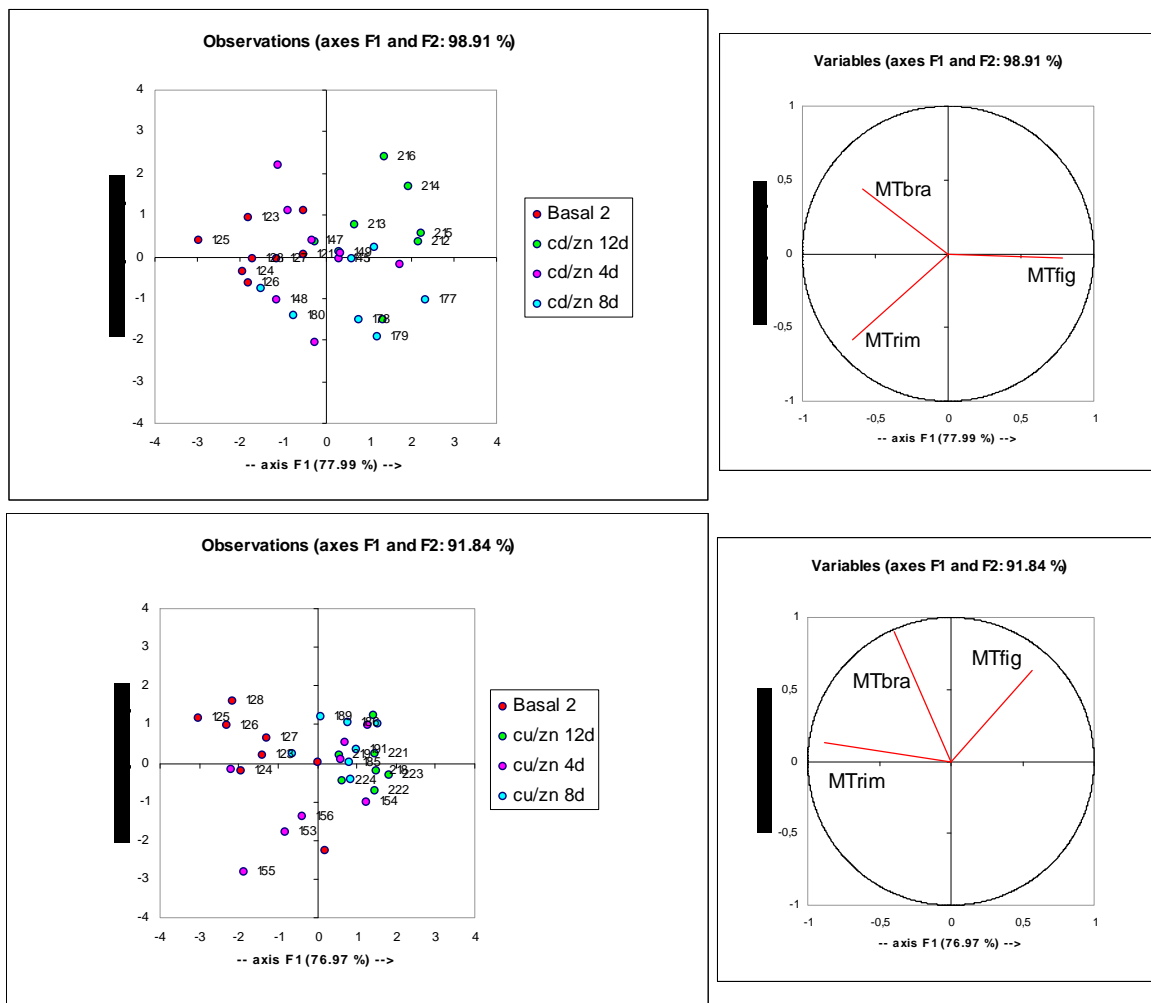 Observations (axes F1 and F2: 98.91 %)
4
3
2
1
0
-1
-2
-3
-4
-4 -3 -2 -1 0 1 2 3 4
-- axis F1 (77.99 %) -->
216
214
213
215
212
123
125
147
149
124
126
148
180
177
179
Basal 2
cd/zn 12d
cd/zn 4d
cd/zn 8d
Variables (axes F1 and F2: 98.91 %)
1
0,5
0
-0,5
-1
-1 -0,5 0 0,5 1
MTbra
MTfig
MTrim
-- axis F1 (77.99 %) -->
Observations (axes F1 and F2: 91.84 %)
4
3
2
1
0
-1
-2
-3
-4
-4 -3 -2 -1 0 1 2 3 4
-- axis F1 (76.97 %) -->
128
125
126
127
124
189
191
221
223
224
222
154
156
153
155
Basal 2
cu/zn 12d
cu/zn 4d
cu/zn 8d
Variables (axes F1 and F2: 91.84 %)
1
0,5
0
-0,5
-1
-1 -0,5 0 0,5 1
MTbra
MTfig
MTrim
-- axis F1 (76.97 %) -->